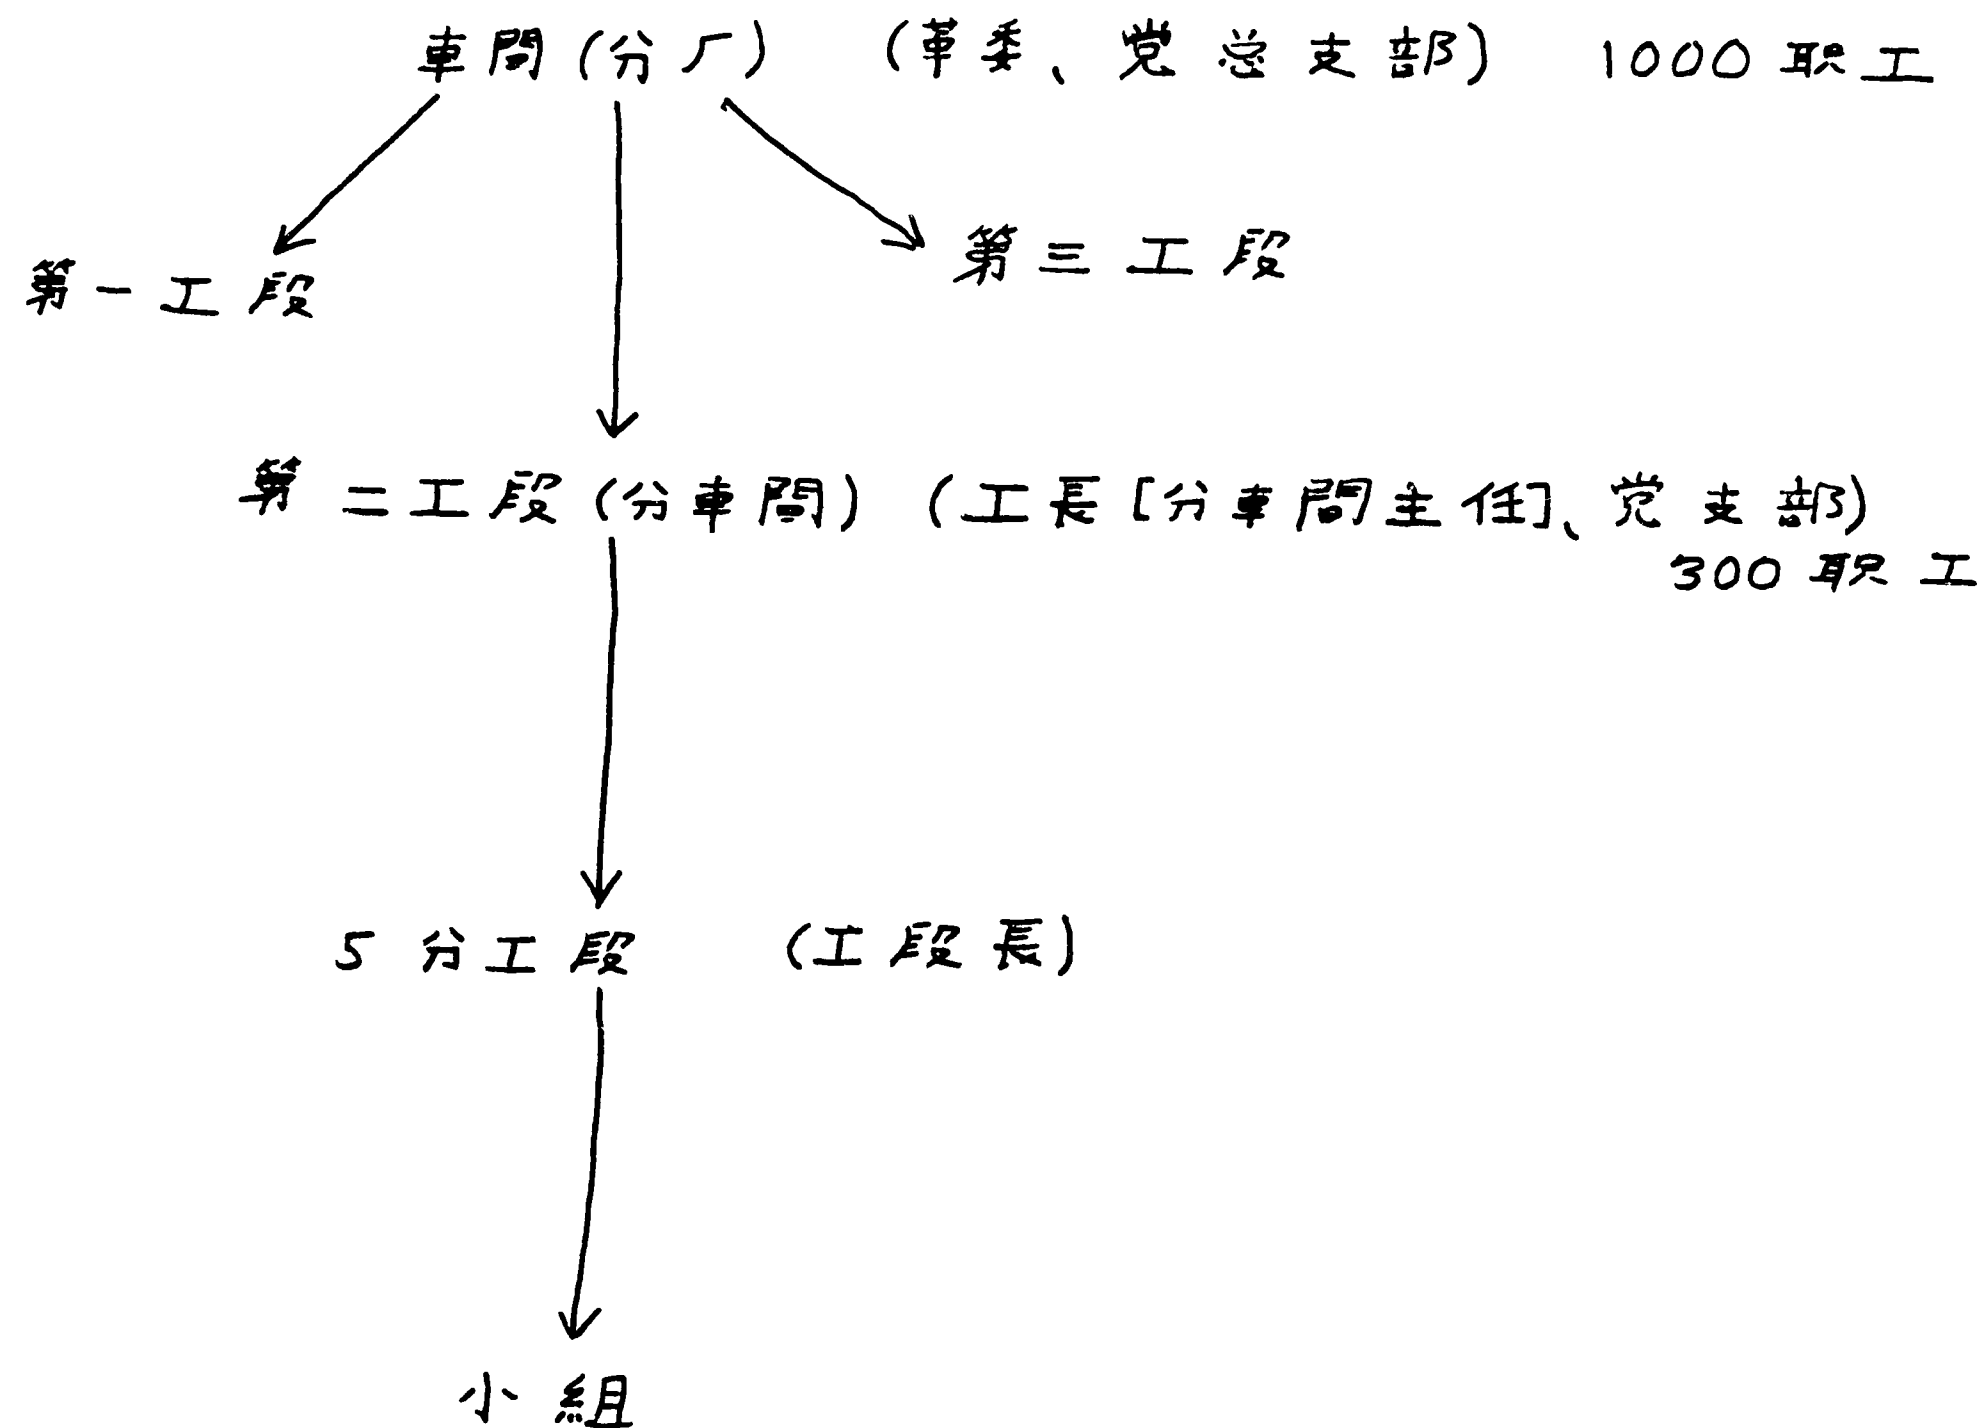 車間(分厂) (革委、党总支部) 1000职工
第三工段
第一工段
第二工段(分車間) (工長[分車間主任]、党支部)
300职工
5分工段 (工段長)
小組